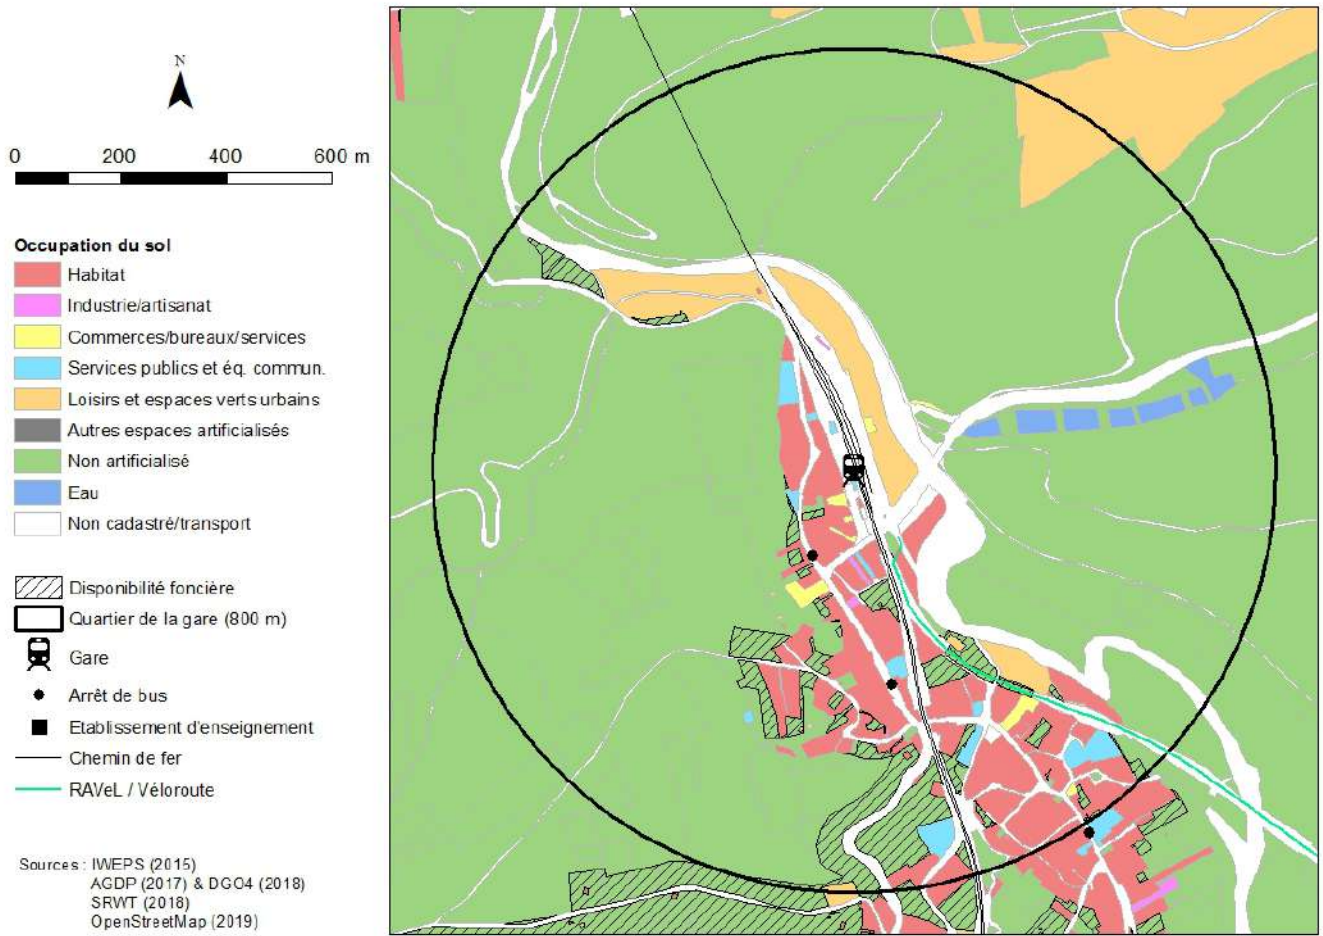 N
0 200 400 600 m
Occupation du sol
Habitat
Industrie/artisanat
Commerces/bureaux/services
Services publics et éq. commun.
Loisirs et espaces verts urbains
Autres espaces artificialisés
Non artificialisé
Eau
Non cadastré/transport
Disponibilité foncière
Quartier de la gare (800 m)
Gare
Arrêt de bus
Etablissement d'enseignement
Chemin de fer
RAVeL / Véloroute
Sources : IWEPS (2015)
AGDP (2017) & DGO4 (2018)
SRWT (2018)
OpenStreetMap (2019)